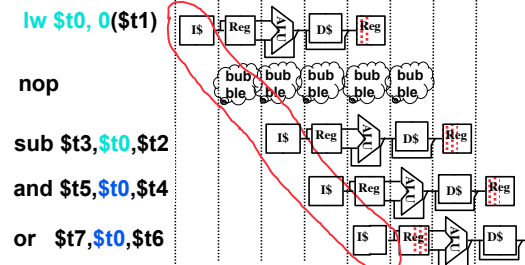 lw $t0, 0($t1) I$ Reg ALU D$ Reg
nop bub ble bub ble bub ble bub ble bub ble
sub $t3,$t0,$t2 I$ Reg ALU D$ Reg
and $t5,$t0,$t4 I$ Reg ALU D$ Reg
or $t7,$t0,$t6 I$ Reg ALU D$